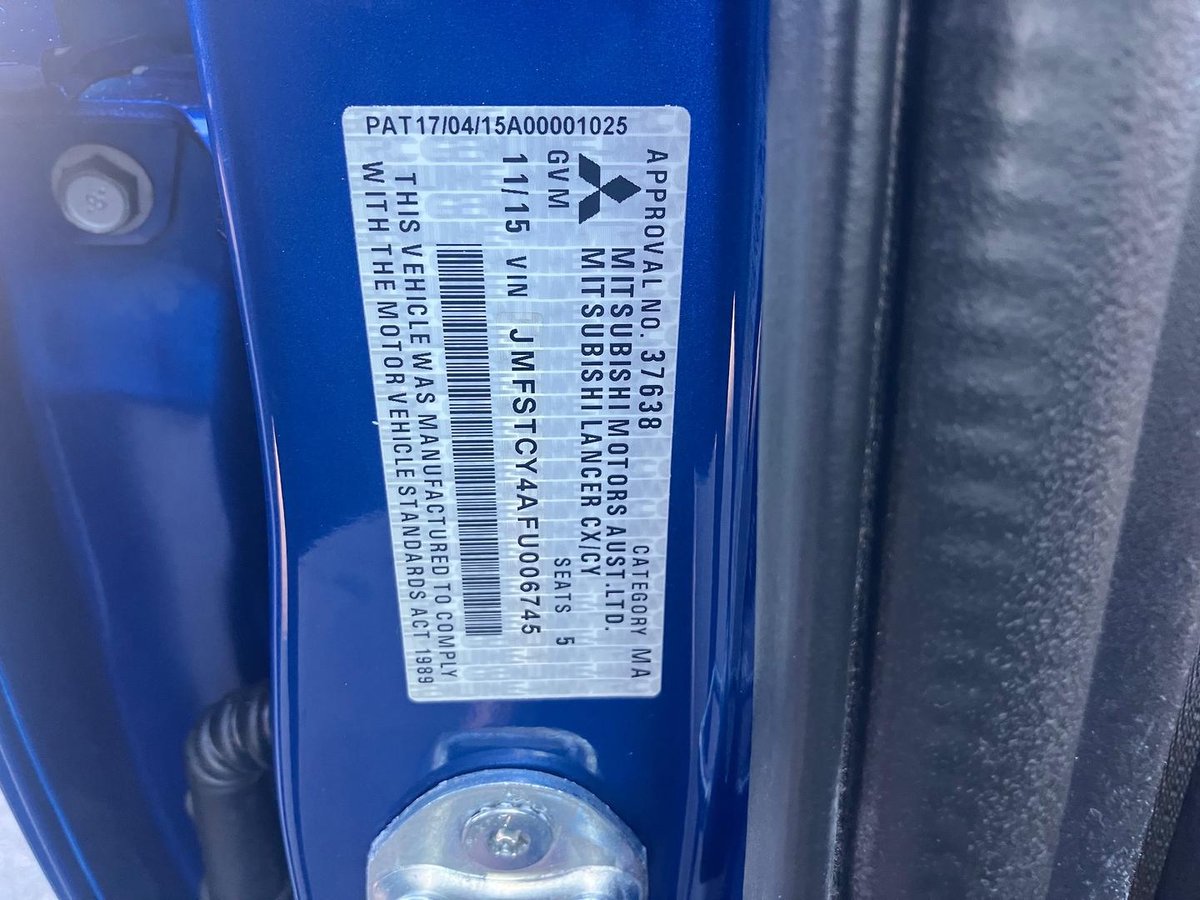 PAT17/04/15A00001025
APPROVAL NO. 37638 CATEGORY MA
MITSUBISHI MOTORS AUST.LTD.
MITSUBISHI LANCER CX/CY
GVM SEATS 5
11/15 VIN JMFSTCY4AFU006745
THIS VEHICLE WAS MANUFACTURED TO COMPLY
WITH THE MOTOR VEHICLE STANDARDS ACT 1989